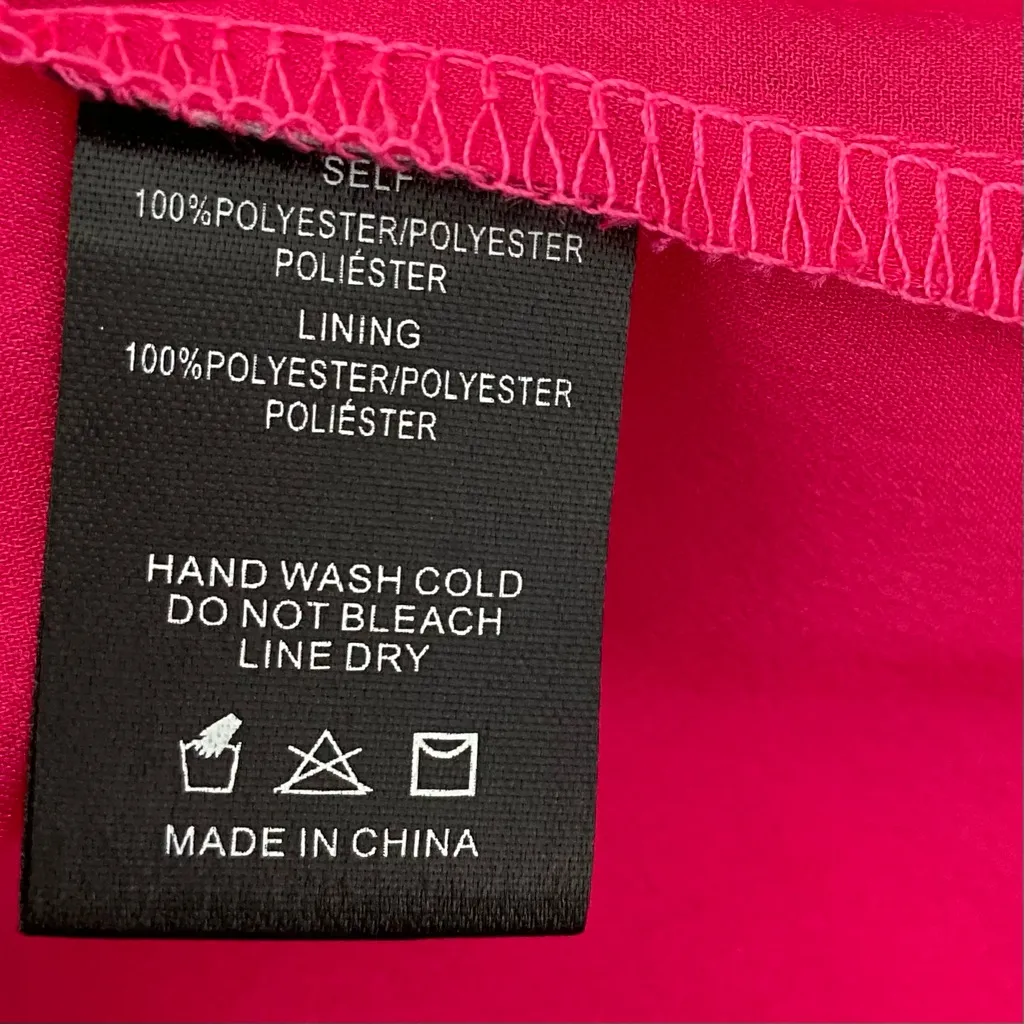 SELF
100%POLYESTER/POLYESTER
POLIÉSTER
LINING
100%POLYESTER/POLYESTER
POLIÉSTER
HAND WASH COLD
DO NOT BLEACH
LINE DRY
MADE IN CHINA